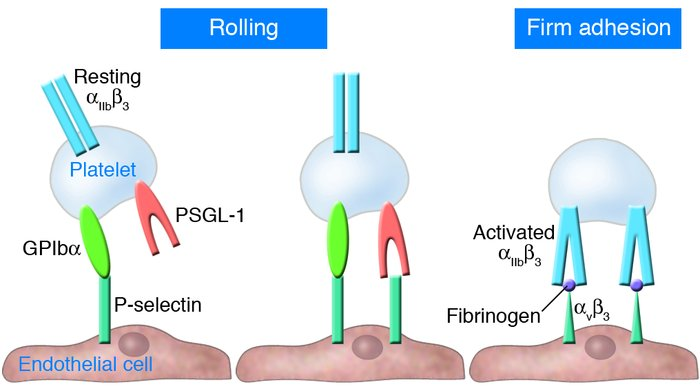 Rolling
Firm adhesion
Resting
αIIbβ3
Platelet
PSGL-1
GPIbα
P-selectin
Endothelial cell
Activated
αIIbβ3
Fibrinogen
αvβ3